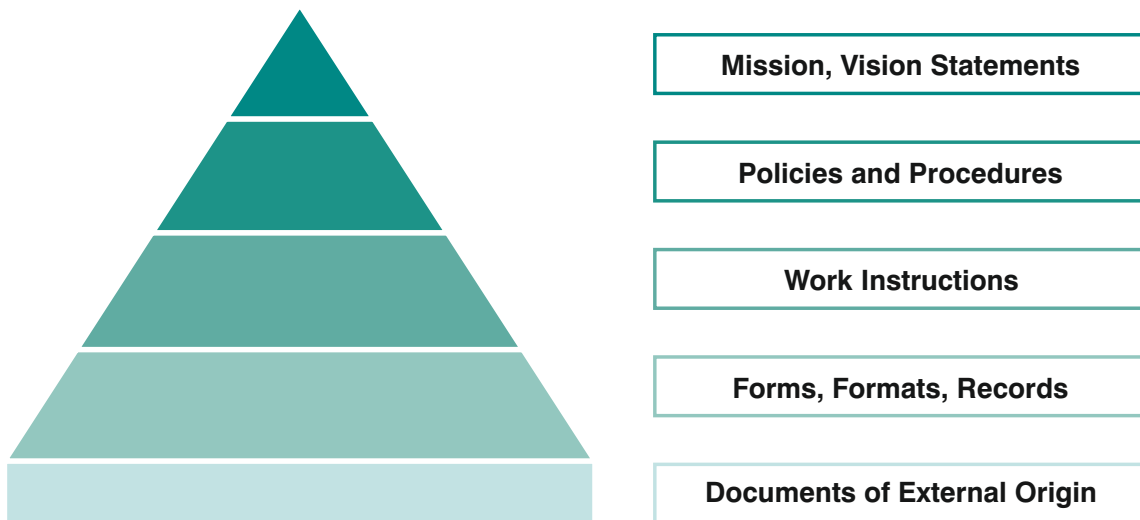 Mission, Vision Statements
Policies and Procedures
Work Instructions
Forms, Formats, Records
Documents of External Origin